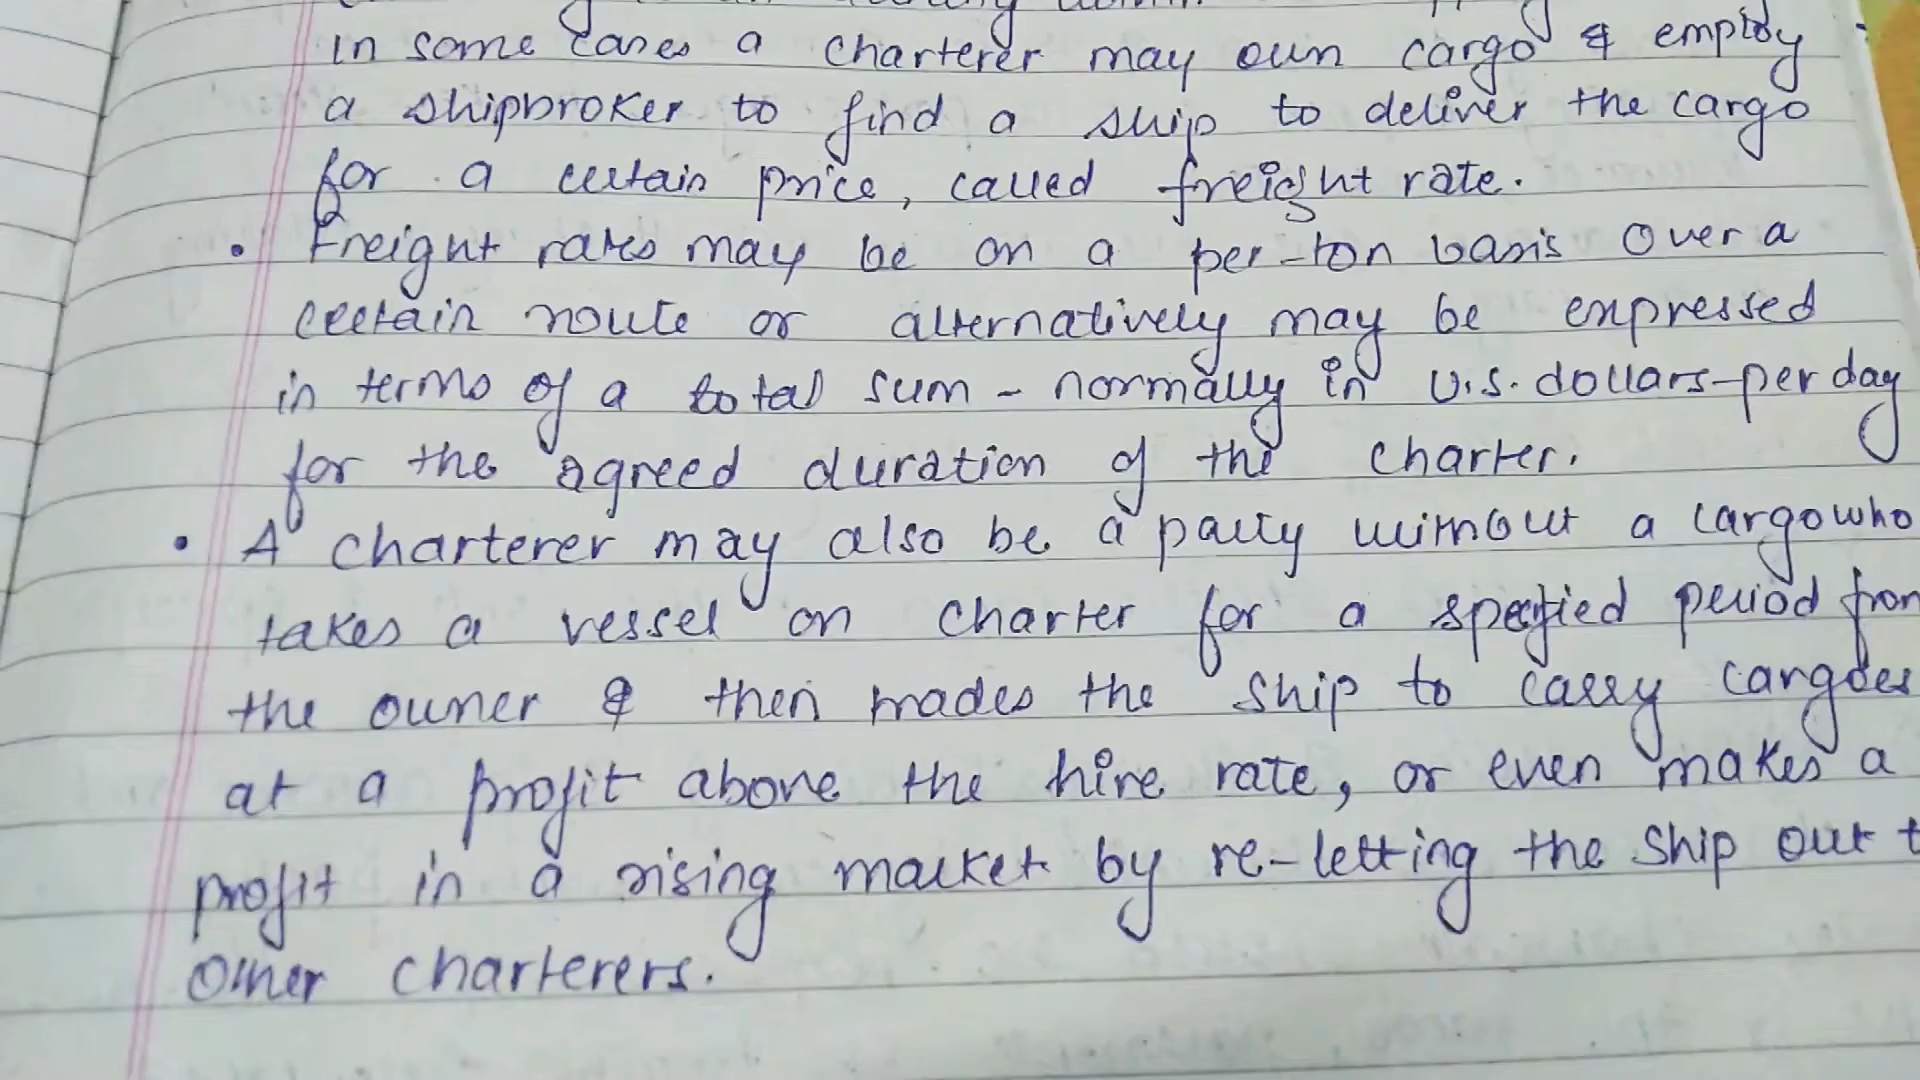 in some cases a charterer may own cargo & employ
a shipbroker to find a ship to deliver the cargo
for a certain price, called freight rate.
• Freight rates may be on a per-ton basis over a
certain route or alternatively may be expressed
in terms of a total sum - normally in U.S. dollars-per day
for the agreed duration of the charter.
• A charterer may also be a party without a cargo who
takes a vessel on charter for a specified period from
the owner & then trades the ship to carry cargoes
at a profit above the hire rate, or even makes a
profit in a rising market by re-letting the ship out t
other charterers.